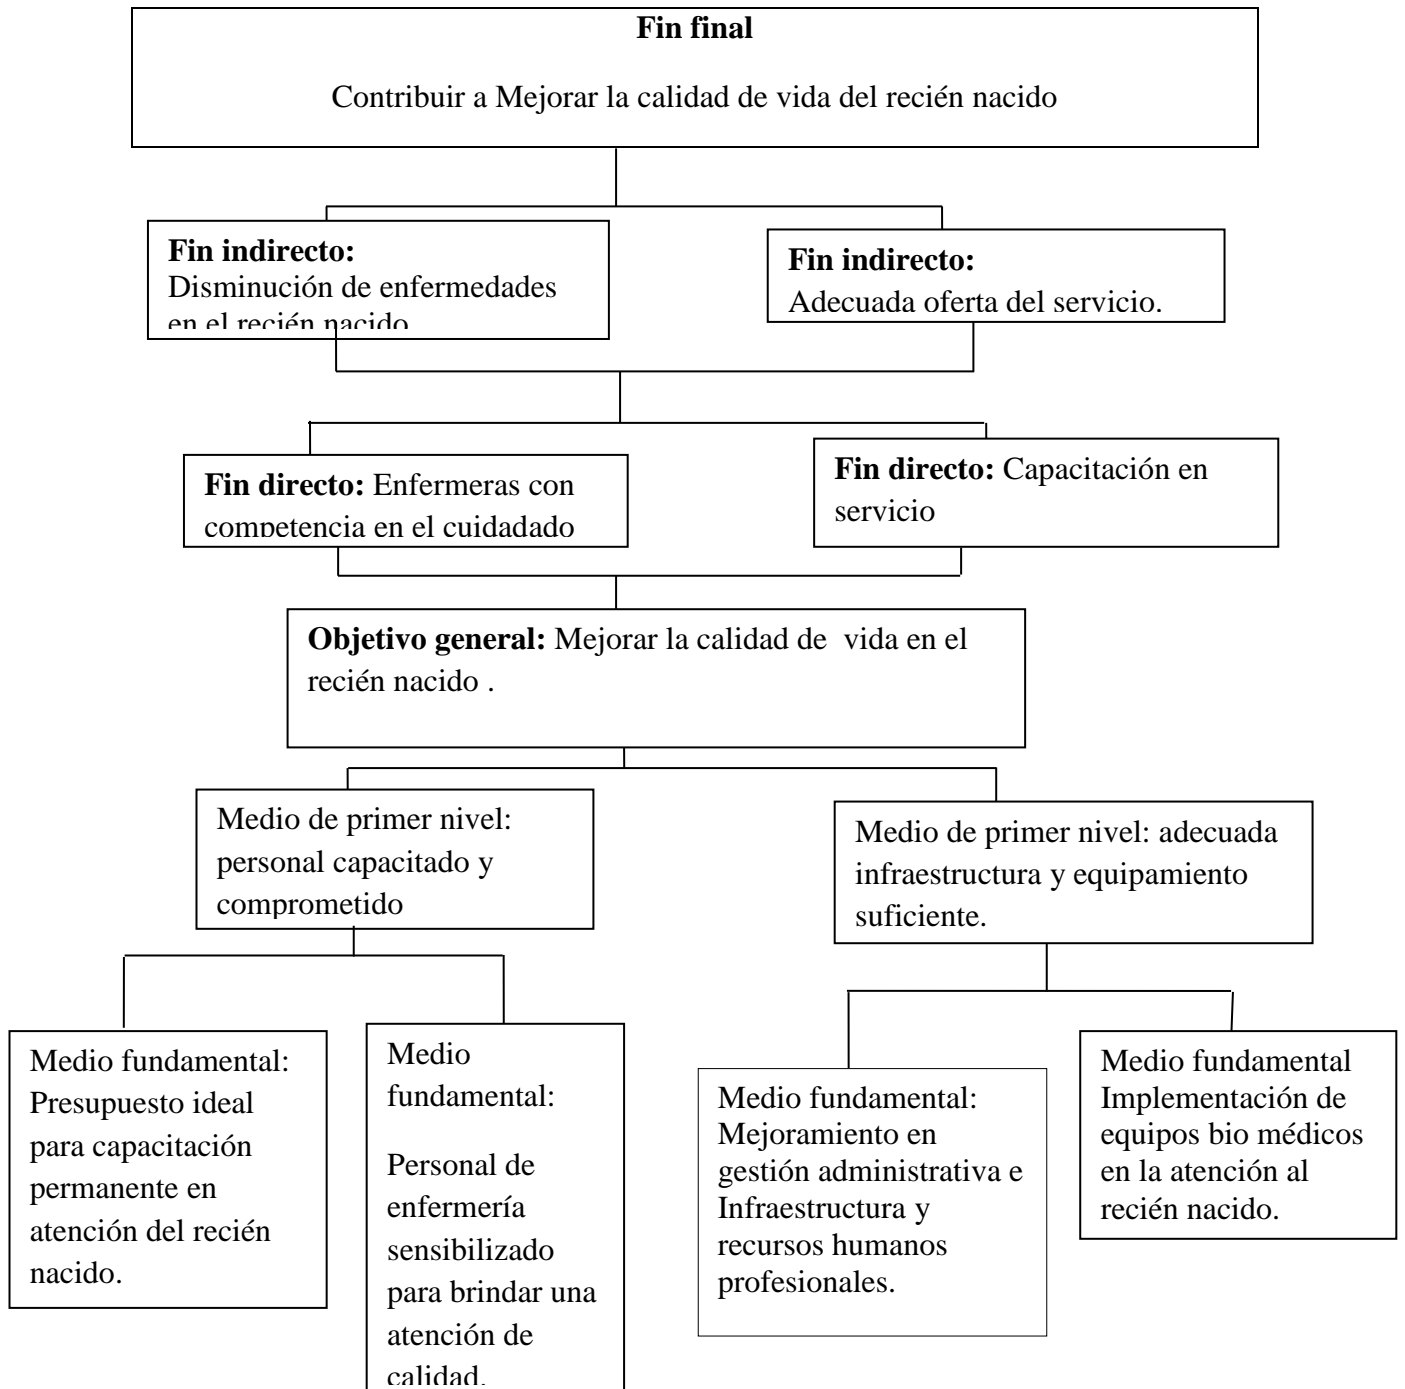 Fin final
Contribuir a Mejorar la calidad de vida del recién nacido
Fin indirecto:
Disminución de enfermedades
en el recién nacido
Fin indirecto:
Adecuada oferta del servicio.
Fin directo: Enfermeras con
competencia en el cuidadado
Fin directo: Capacitación en
servicio
Objetivo general: Mejorar la calidad de  vida en el
recién nacido .
Medio de primer nivel:
personal capacitado y
comprometido
Medio de primer nivel: adecuada
infraestructura y equipamiento
suficiente.
Medio fundamental:
Presupuesto ideal
para capacitación
permanente en
atención del recién
nacido.
Medio
fundamental:
Personal de
enfermería
sensibilizado
para brindar una
atención de
calidad.
Medio fundamental:
Mejoramiento en
gestión administrativa e
Infraestructura y
recursos humanos
profesionales.
Medio fundamental
Implementación de
equipos bio médicos
en la atención al
recién nacido.